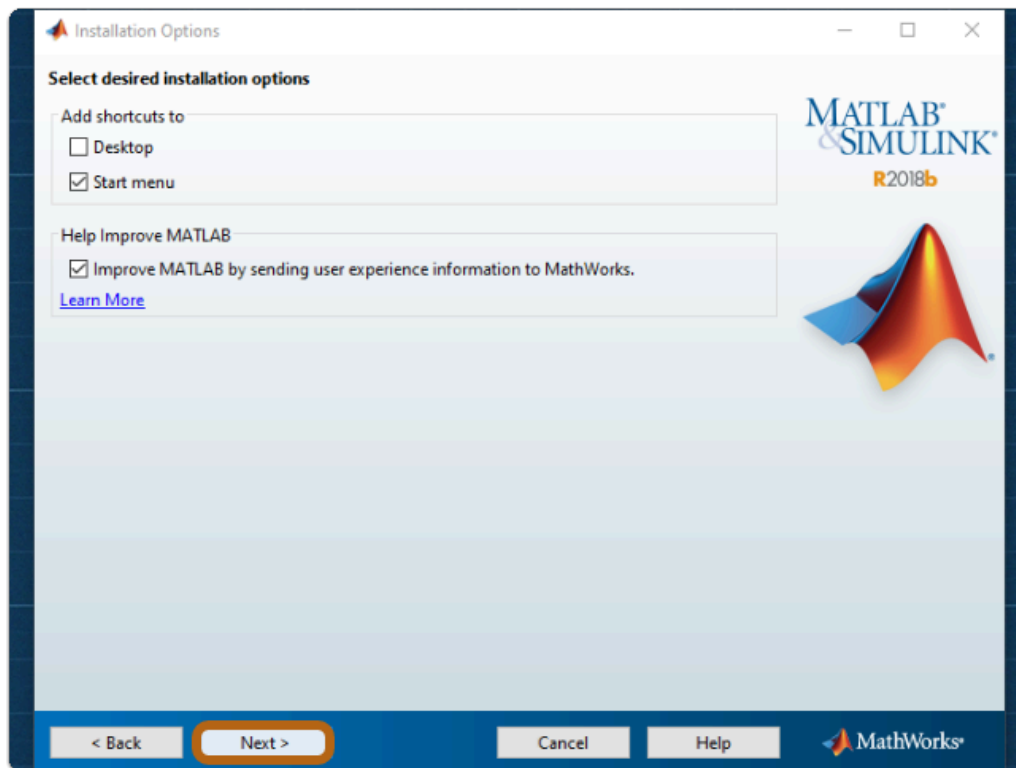 Installation Options
Select desired installation options
Add shortcuts to
Desktop
Start menu
Help Improve MATLAB
Improve MATLAB by sending user experience information to MathWorks.
Learn More
MATLAB®
&SIMULINK®
R2018b
< Back
Next >
Cancel
Help
MathWorks®